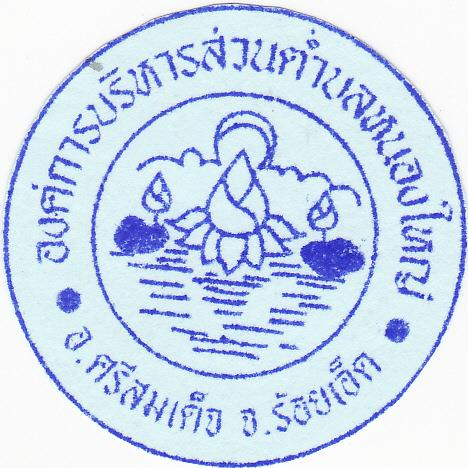 องค์การบริหารส่วนตำบลหนองใหญ่
อ.ศรีสมเด็จ จ.ร้อยเอ็ด